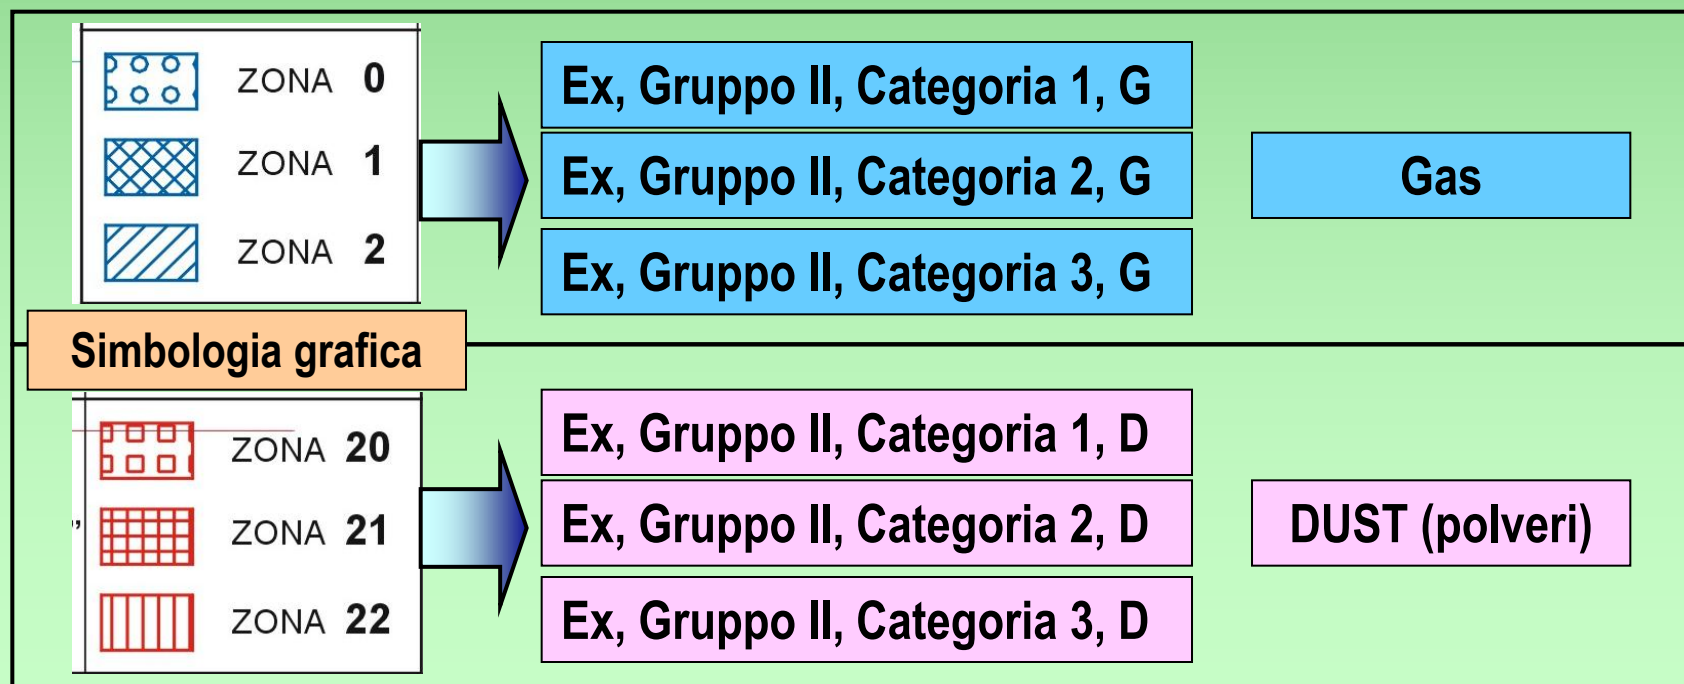 ZONA 0
ZONA 1
ZONA 2
Ex, Gruppo II, Categoria 1, G
Ex, Gruppo II, Categoria 2, G
Ex, Gruppo II, Categoria 3, G
Gas
Simbologia grafica
ZONA 20
” ZONA 21
ZONA 22
Ex, Gruppo II, Categoria 1, D
Ex, Gruppo II, Categoria 2, D
Ex, Gruppo II, Categoria 3, D
DUST (polveri)